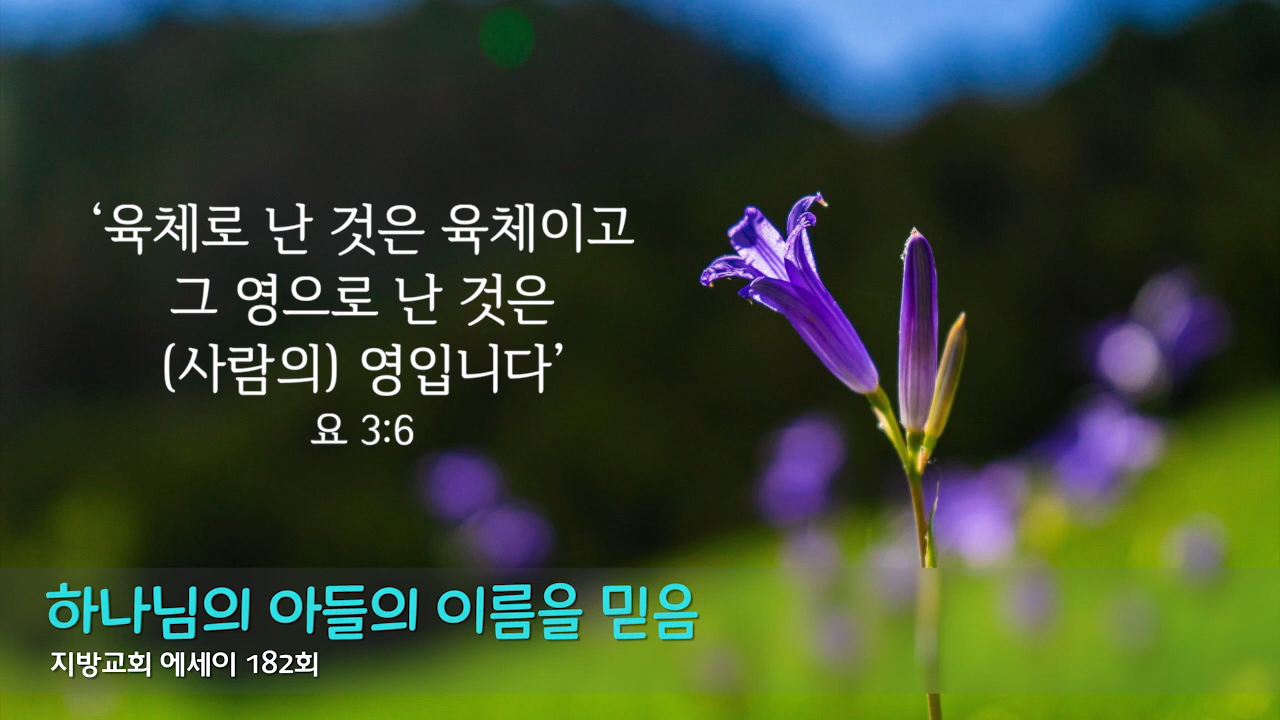 ‘육체로 난 것은 육체이고
그 영으로 난 것은
(사람의) 영입니다’
요 3:6
하나님의 아들의 이름을 믿음
지방교회 에세이 182회